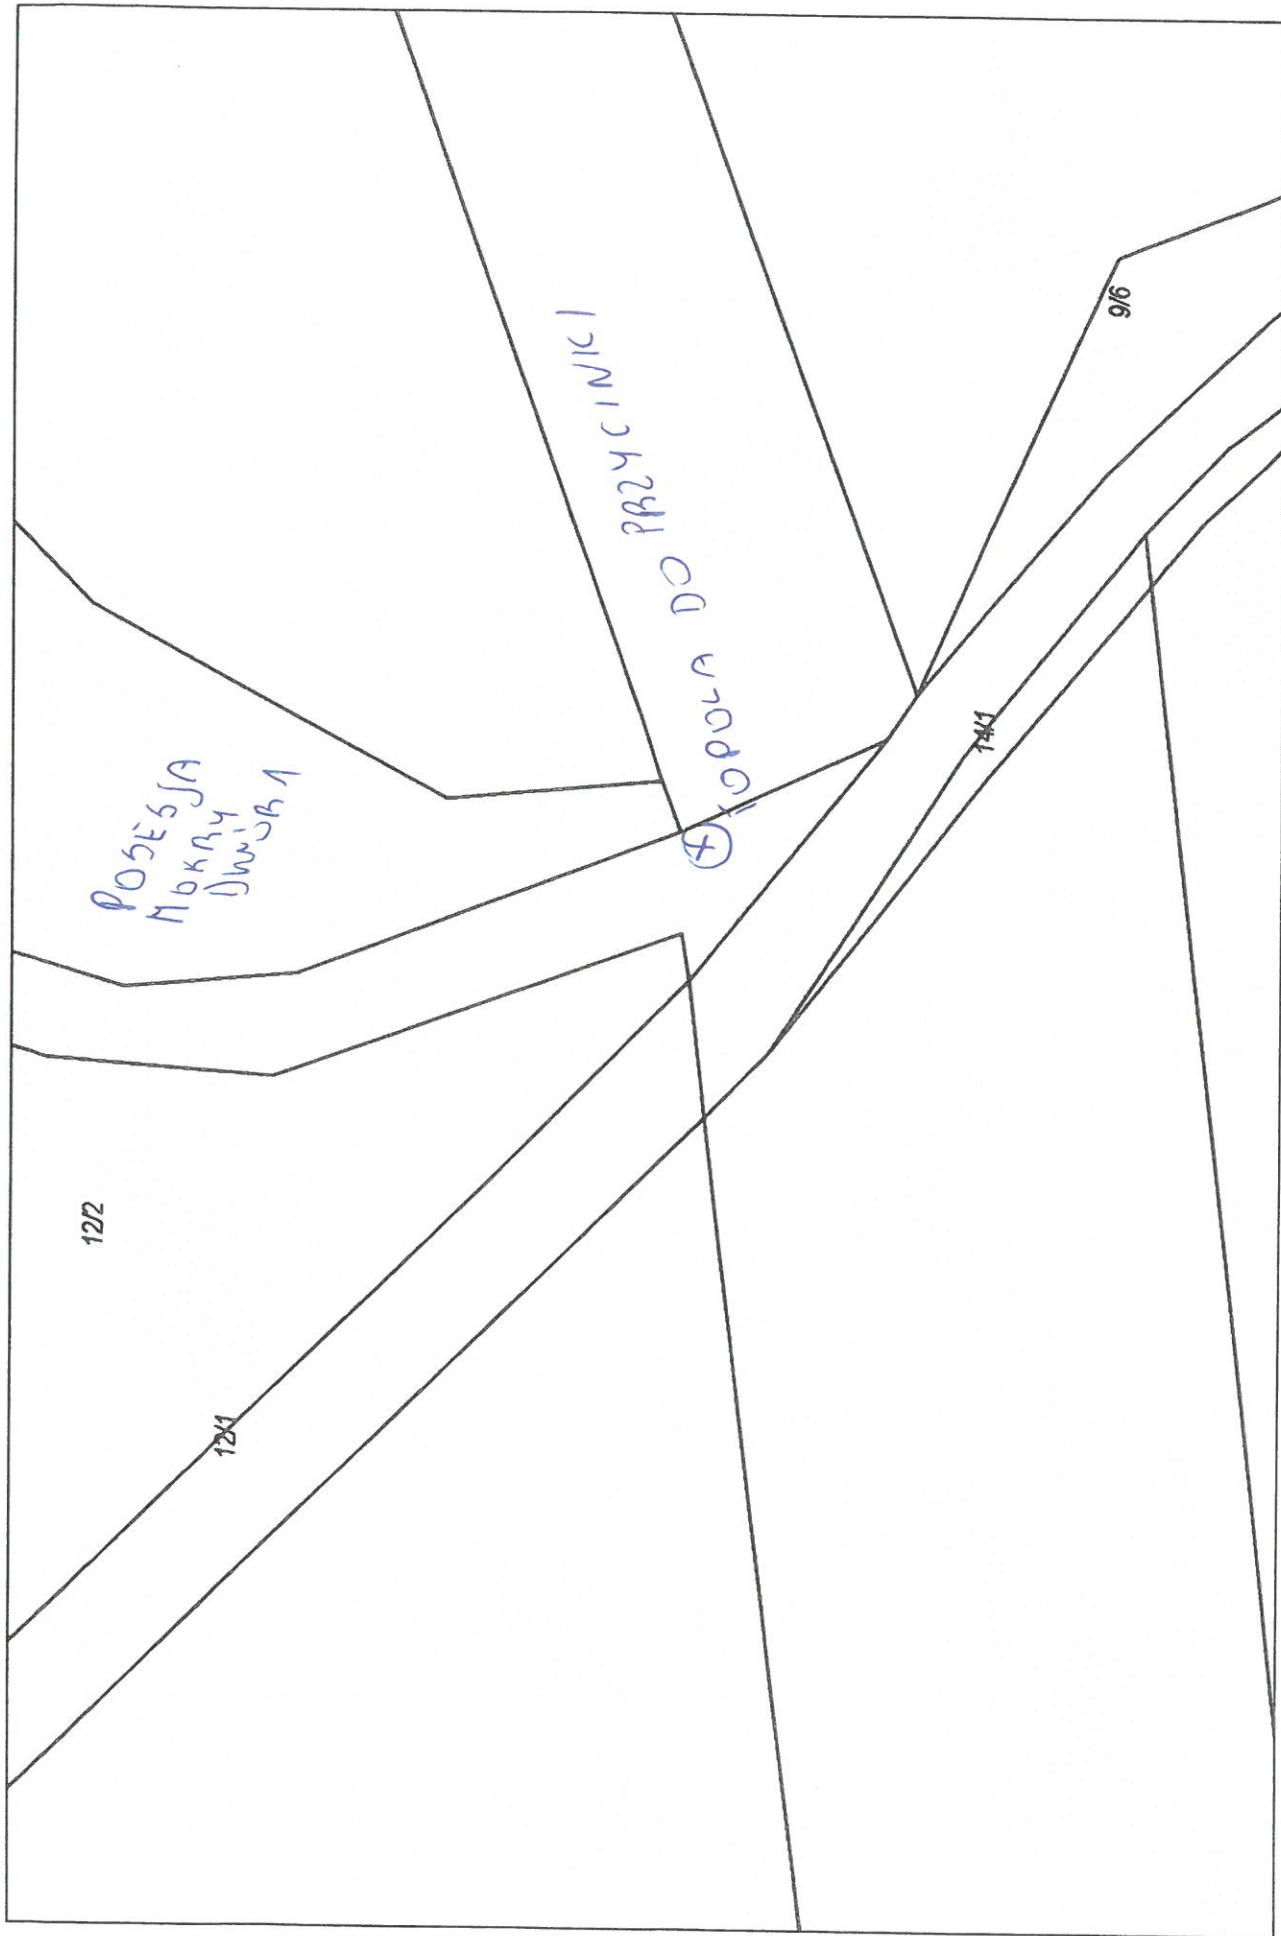 POSESJA
MOKRY
DWÓR 1
TOPOLA DO PRZYCINKI
9/6
14/1
12/2
12/1